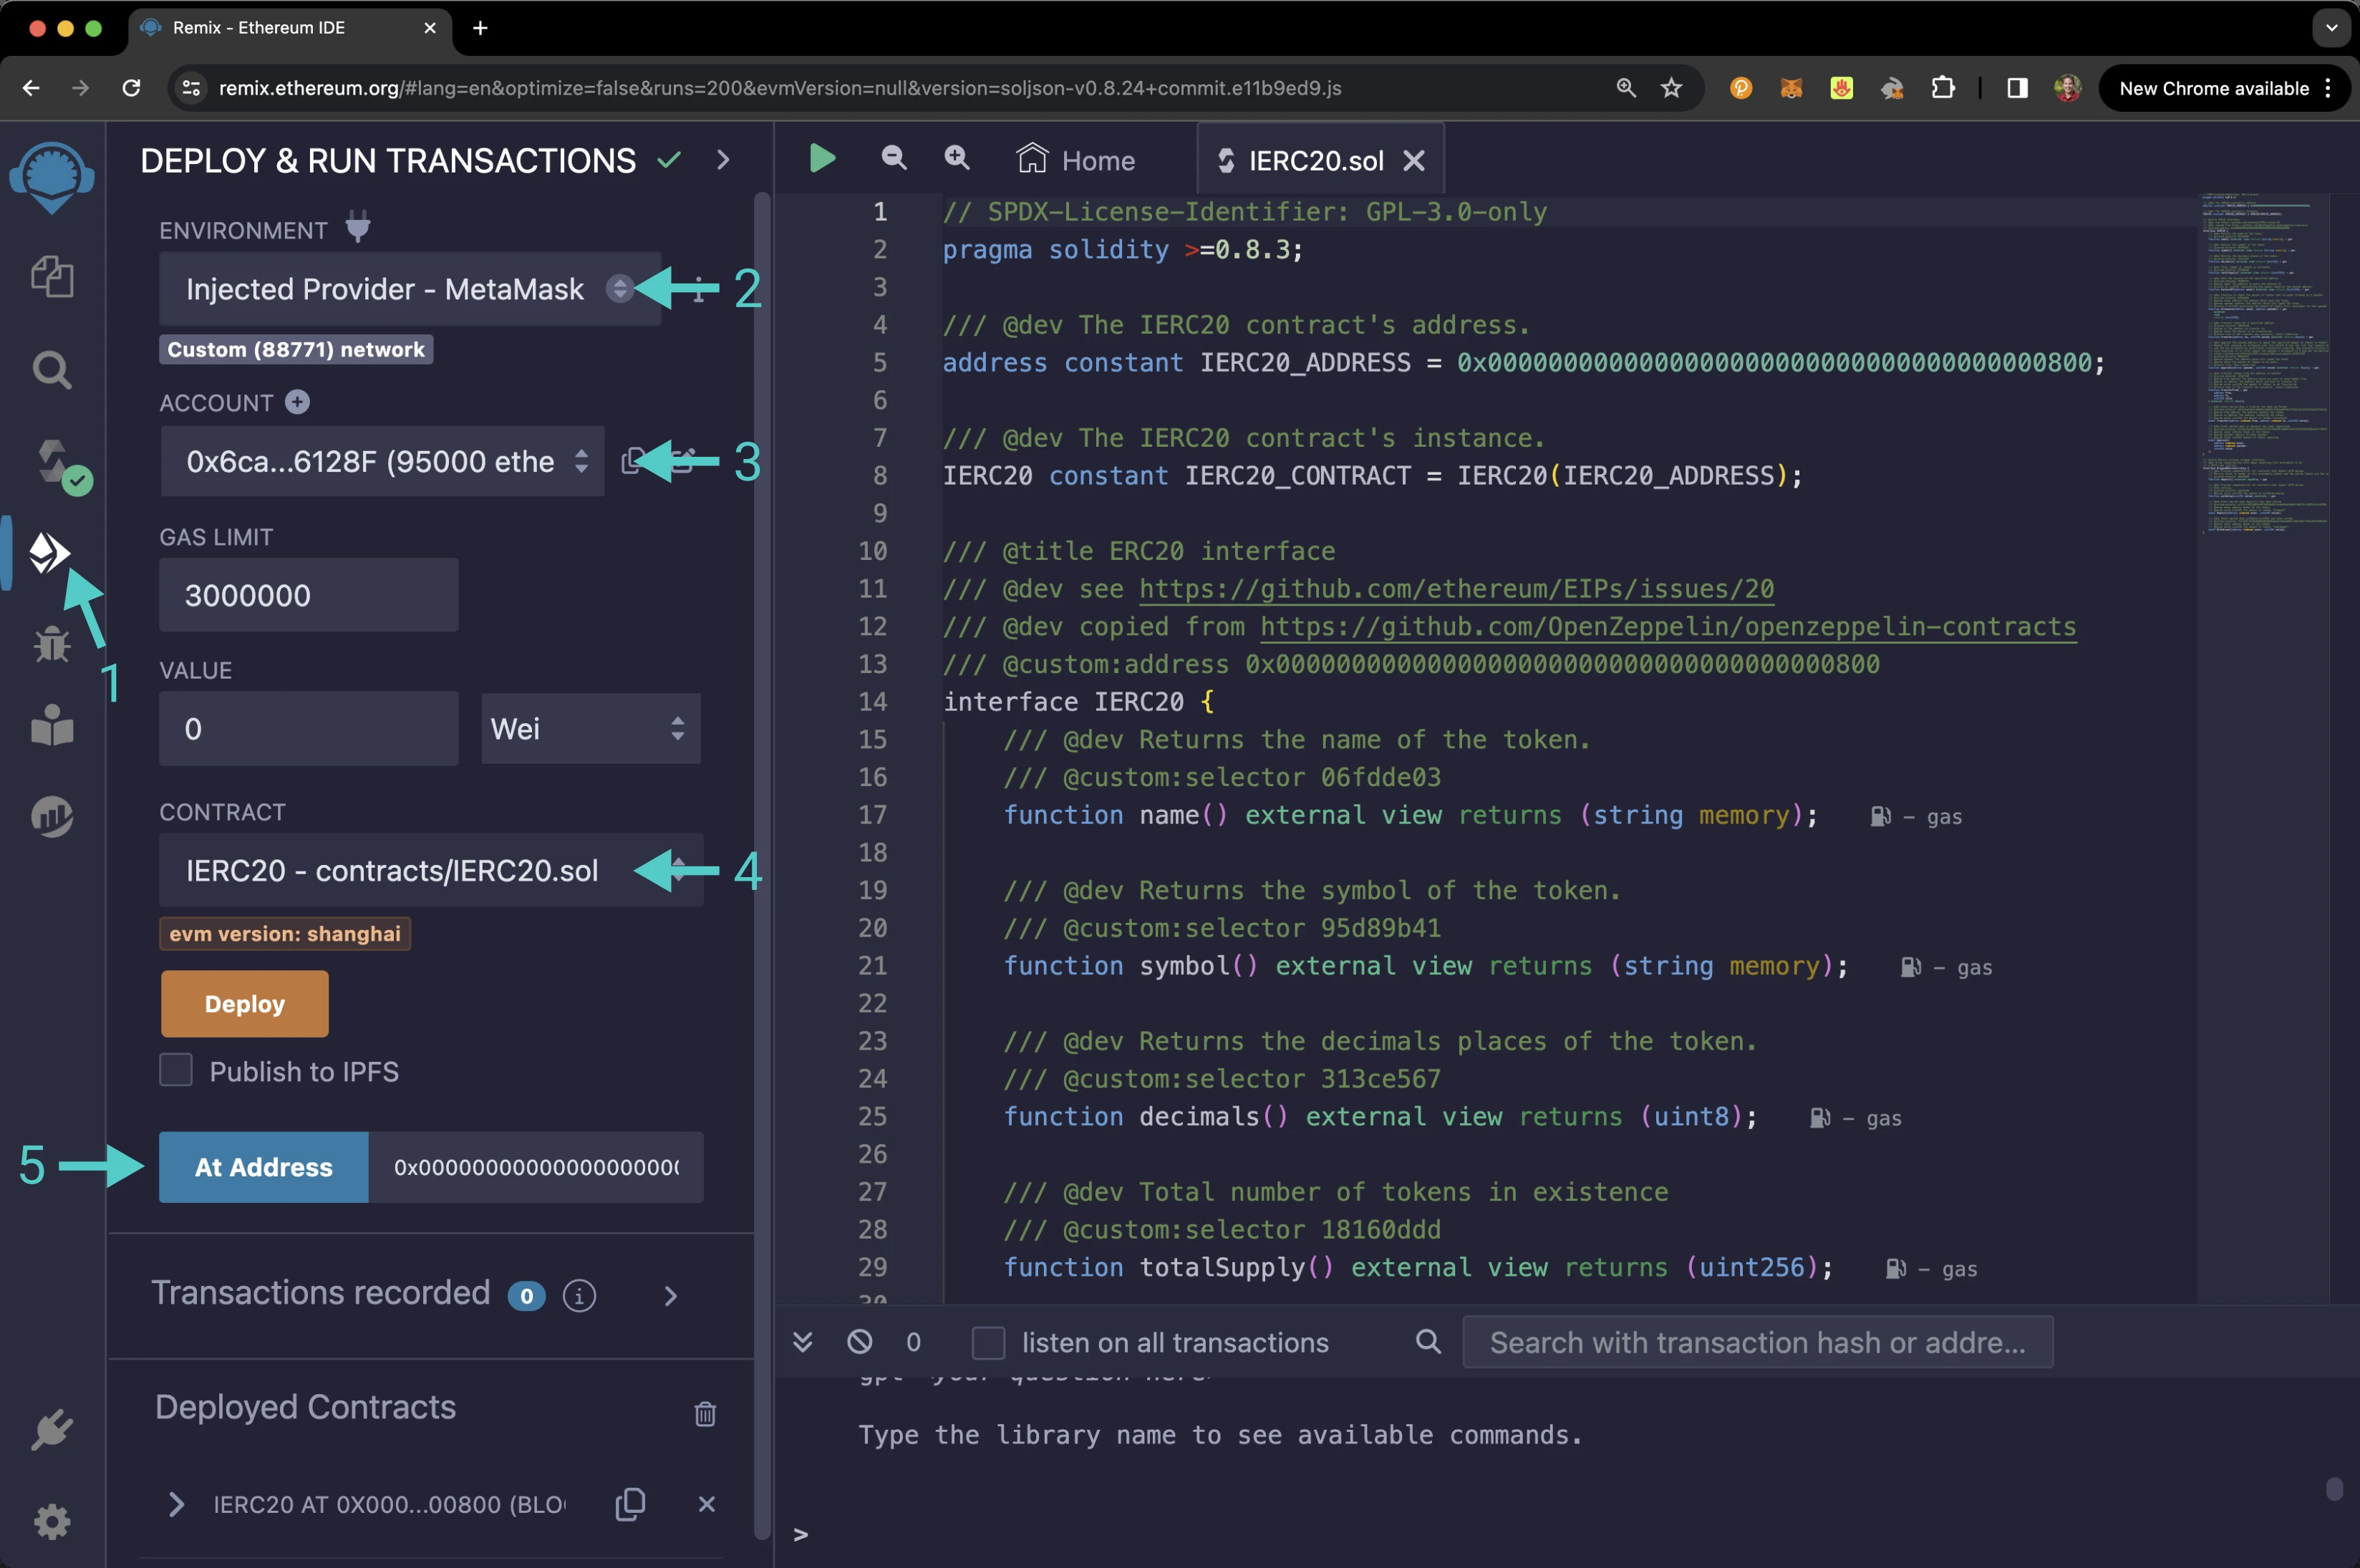 Remix - Ethereum IDE
remix.ethereum.org/#lang=en&optimize=false&runs=200&evmVersion=null&version=soljson-v0.8.24+commit.e11b9ed9.js
New Chrome available
DEPLOY & RUN TRANSACTIONS
ENVIRONMENT
Injected Provider - MetaMask
2
Custom (88771) network
ACCOUNT
0x6ca...6128F (95000 ethe
3
GAS LIMIT
3000000
1
VALUE
0
Wei
CONTRACT
IERC20 - contracts/IERC20.sol
4
evm version: shanghai
Deploy
Publish to IPFS
5
At Address
Transactions recorded 0
Deployed Contracts
IERC20 AT 0X000...00800 (BLO
Home
IERC20.sol
1 // SPDX-License-Identifier: GPL-3.0-only
2 pragma solidity >=0.8.3;
3
4 /// @dev The IERC20 contract's address.
5 address constant IERC20_ADDRESS = 0x0000000000000000000000000000000000000800;
6
7 /// @dev The IERC20 contract's instance.
8 IERC20 constant IERC20_CONTRACT = IERC20(IERC20_ADDRESS);
9
10 /// @title ERC20 interface
11 /// @dev see https://github.com/ethereum/EIPs/issues/20
12 /// @dev copied from https://github.com/OpenZeppelin/openzeppelin-contracts
13 /// @custom:address 0x0000000000000000000000000000000000000800
14 interface IERC20 {
15 /// @dev Returns the name of the token.
16 /// @custom:selector 06fdde03
17 function name() external view returns (string memory); - gas
18
19 /// @dev Returns the symbol of the token.
20 /// @custom:selector 95d89b41
21 function symbol() external view returns (string memory); - gas
22
23 /// @dev Returns the decimals places of the token.
24 /// @custom:selector 313ce567
25 function decimals() external view returns (uint8); - gas
26
27 /// @dev Total number of tokens in existence
28 /// @custom:selector 18160ddd
29 function totalSupply() external view returns (uint256); - gas
30
0
listen on all transactions
Search with transaction hash or addre...
gpt <your question here>
Type the library name to see available commands.
>